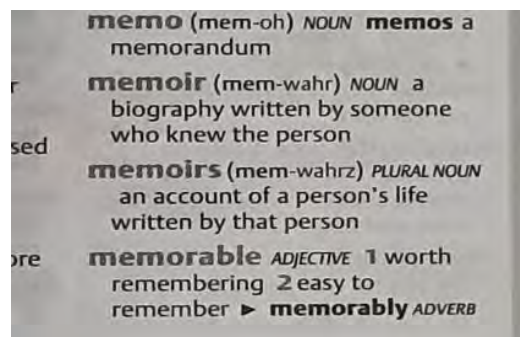 memo (mem-oh) NOUN memos a
memorandum
memoir (mem-wahr) NOUN a
biography written by someone
who knew the person
memoirs (mem-wahrz) PLURAL NOUN
an account of a person's life
written by that person
memorable ADJECTIVE 1 worth
remembering 2 easy to
remember ► memorably ADVERB